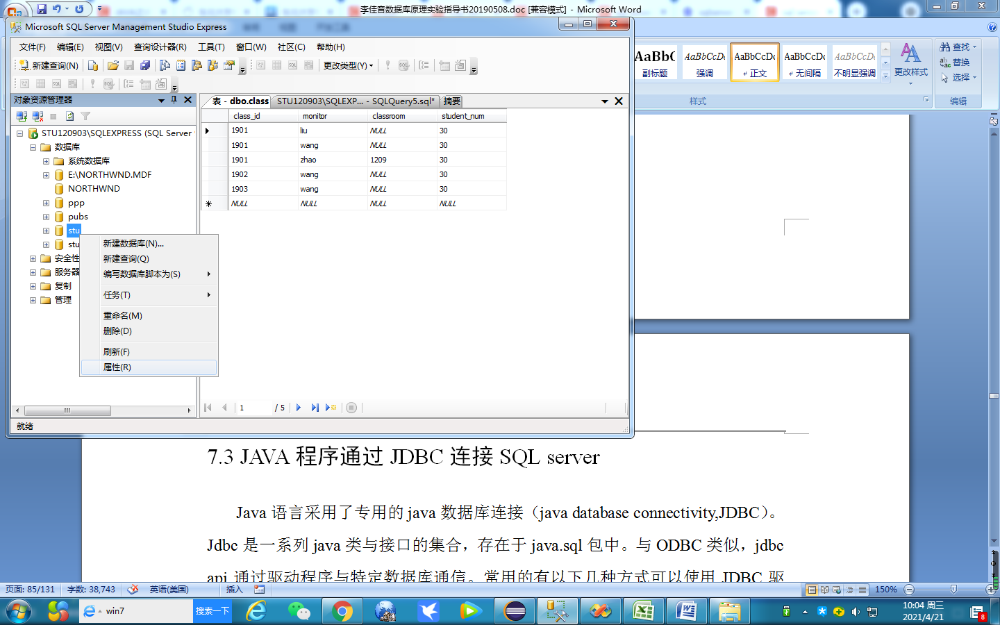 李佳音数据库原理实验指导书20190508.doc [兼容模式] - Microsoft Word
Microsoft SQL Server Management Studio Express
文件(F) 编辑(E) 视图(V) 查询设计器(R) 工具(T) 窗口(W) 社区(C) 帮助(H)
新建查询(N) 更改类型(Y)
AaBbC AaBbCcDc AaBbCcDc AaBbCcDc AaBbCcDc
副标题 强调 正文 无间隔 不明显强调 更改样式
查找
替换
选择
样式 编辑
对象资源管理器
表 - dbo.class STU120903\SQLEXP... - SQLQuery5.sql* 摘要
STU120903\SQLEXPRESS (SQL Server
数据库
系统数据库
E:\NORTHWND.MDF
NORTHWND
ppp
pubs
stu
stu
安全性
服务器
复制
管理
class_id monitor classroom student_num
1901 liu NULL 30
1901 wang NULL 30
1901 zhao 1209 30
1902 wang NULL 30
1903 wang NULL 30
NULL NULL NULL NULL
新建数据库(N)...
新建查询(Q)
编写数据库脚本为(S)
任务(T)
重命名(M)
删除(D)
刷新(F)
属性(R)
1 / 5
就绪
7.3 JAVA 程序通过 JDBC 连接 SQL server
Java 语言采用了专用的 java 数据库连接（java database connectivity,JDBC）。
Jdbc 是一系列 java 类与接口的集合，存在于 java.sql 包中。与 ODBC 类似，jdbc
api 通过驱动程序与特定数据库通信。常用的有以下几种方式可以使用 JDBC 驱
页面: 85/131 字数: 38,743 英语(美国) 插入 150%
win7 搜索一下
10:04 周三
2021/4/21
8